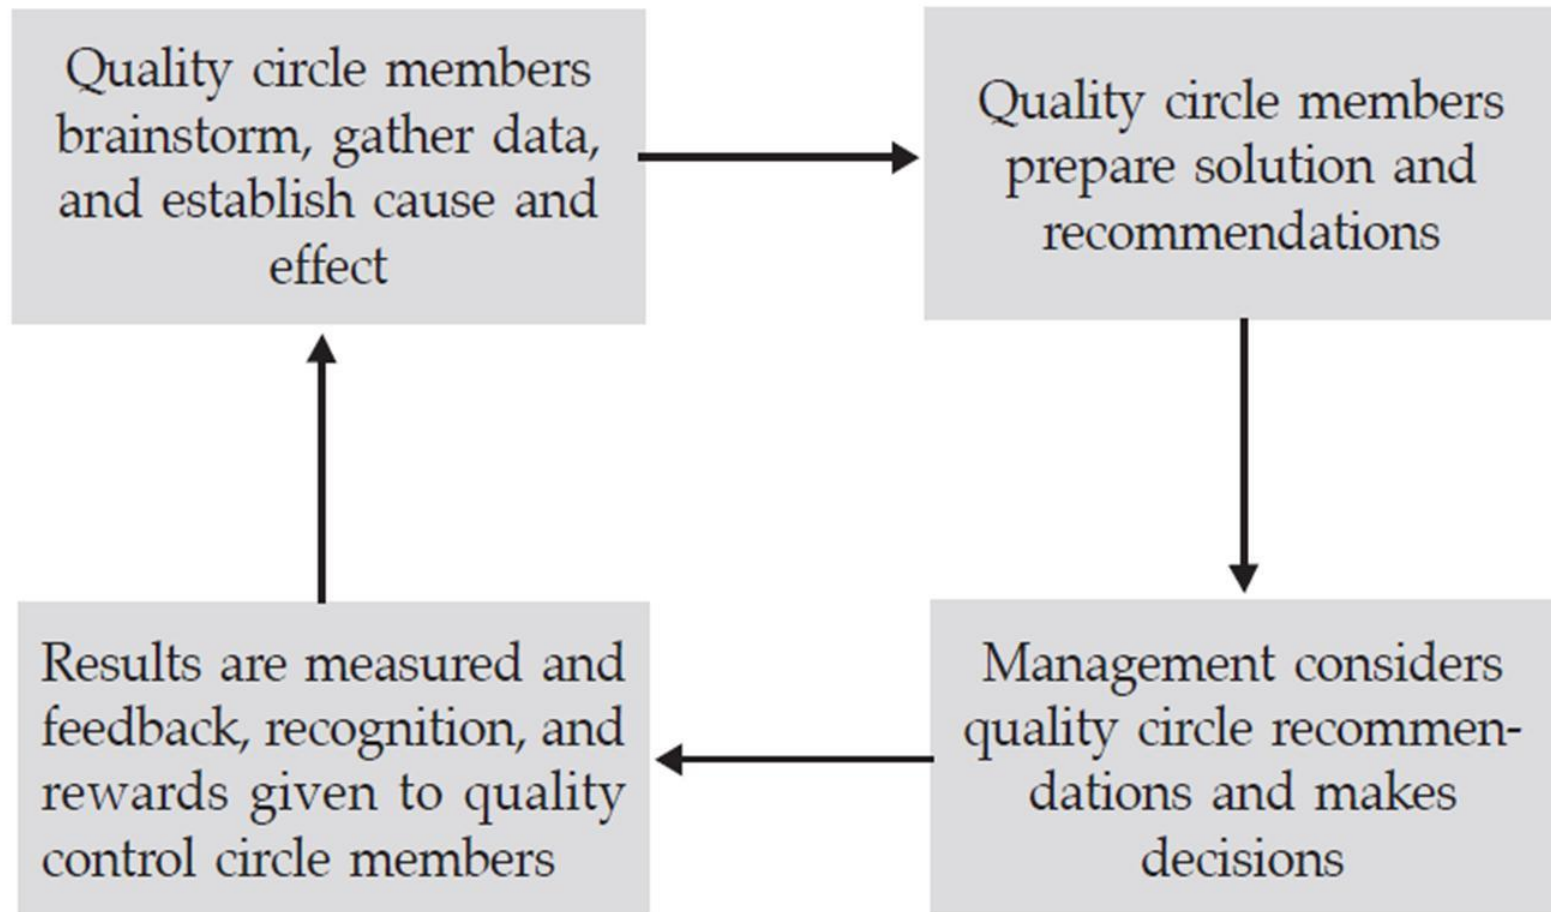 Quality circle members
brainstorm, gather data,
and establish cause and
effect
Quality circle members
prepare solution and
recommendations
Management considers
quality circle recommen-
dations and makes
decisions
Results are measured and
feedback, recognition, and
rewards given to quality
control circle members